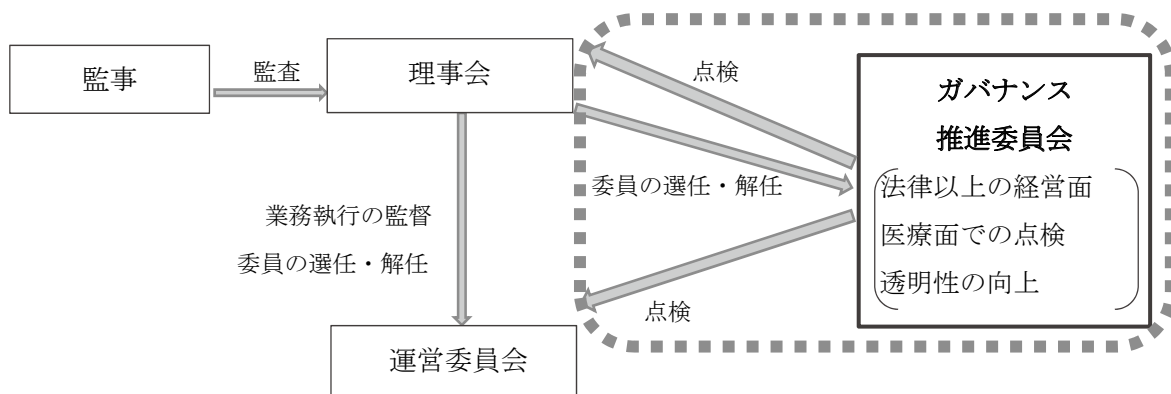 監事
監査
理事会
点検
ガバナンス
推進委員会
法律以上の経営面
医療面での点検
透明性の向上
委員の選任・解任
業務執行の監督
委員の選任・解任
点検
運営委員会